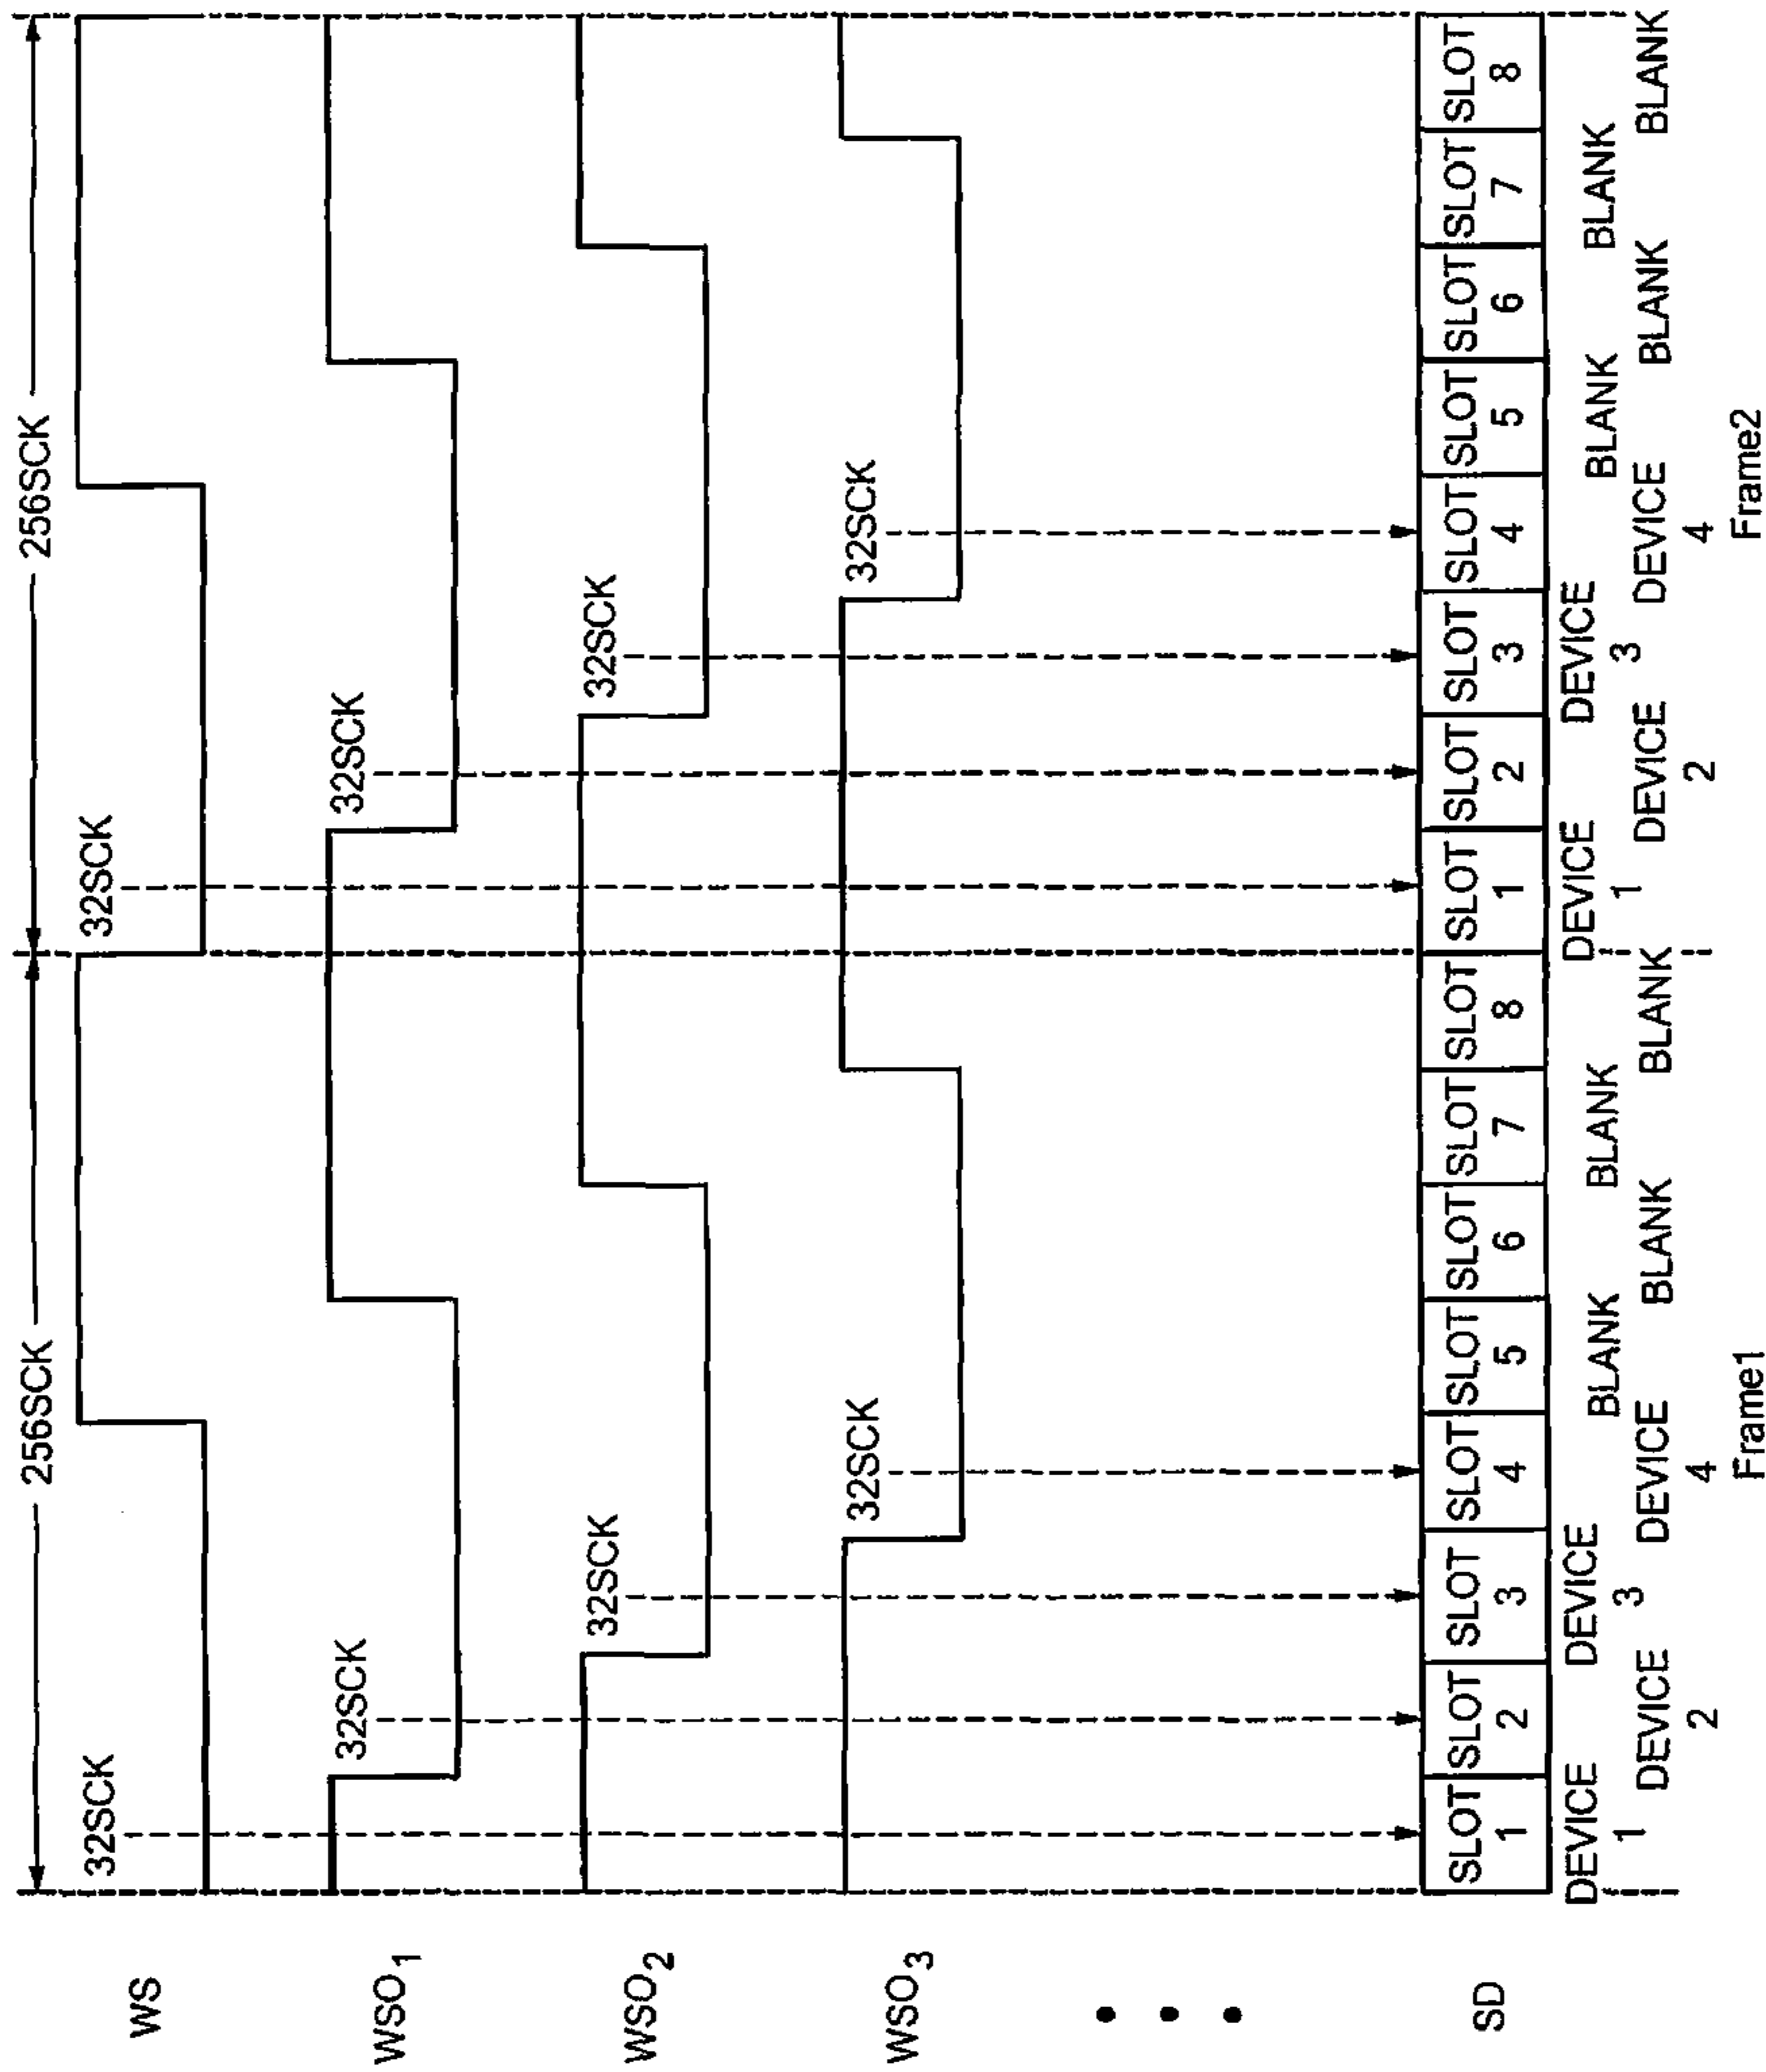 256SCK 256SCK
WS 32SCK 32SCK
WSO1 32SCK 32SCK
WSO2 32SCK 32SCK
WSO3 32SCK 32SCK
SD SLOT 1 SLOT 2 SLOT 3 SLOT 4 SLOT 5 SLOT 6 SLOT 7 SLOT 8 SLOT 1 SLOT 2 SLOT 3 SLOT 4 SLOT 5 SLOT 6 SLOT 7 SLOT 8
DEVICE 1 DEVICE 2 DEVICE 3 DEVICE 4 BLANK BLANK BLANK BLANK DEVICE 1 DEVICE 2 DEVICE 3 DEVICE 4 BLANK BLANK BLANK BLANK
Frame1 Frame2